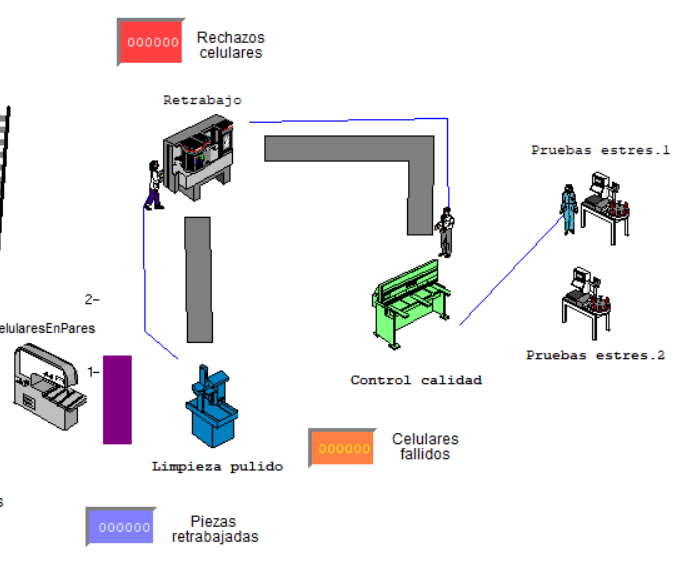 000000
Rechazos
celulares
Retrabajo
Pruebas estres.1
2-
elularesEnPares
1-
Pruebas estres.2
Control calidad
Limpieza pulido
000000
Celulares
fallidos
s
000000
Piezas
retrabajadas